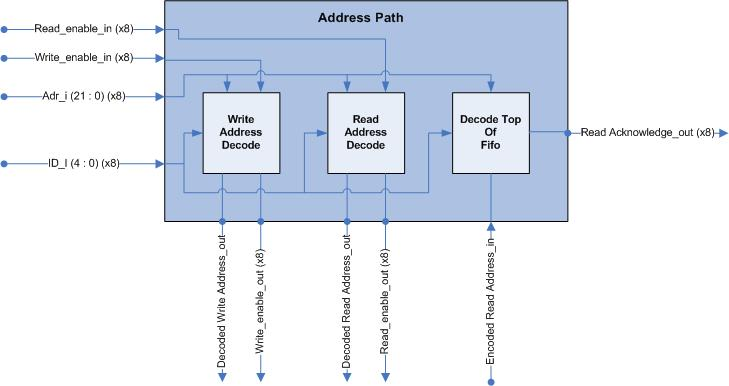 Address Path
Read_enable_in (x8)
Write_enable_in (x8)
Adr_i (21 : 0) (x8)
ID_I (4 : 0) (x8)
Write
Address
Decode
Read
Address
Decode
Decode Top
Of
Fifo
Read Acknowledge_out (x8)
Decoded Write Address_out
Write_enable_out (x8)
Decoded Read Address_out
Read_enable_out (x8)
Encoded Read Address_in